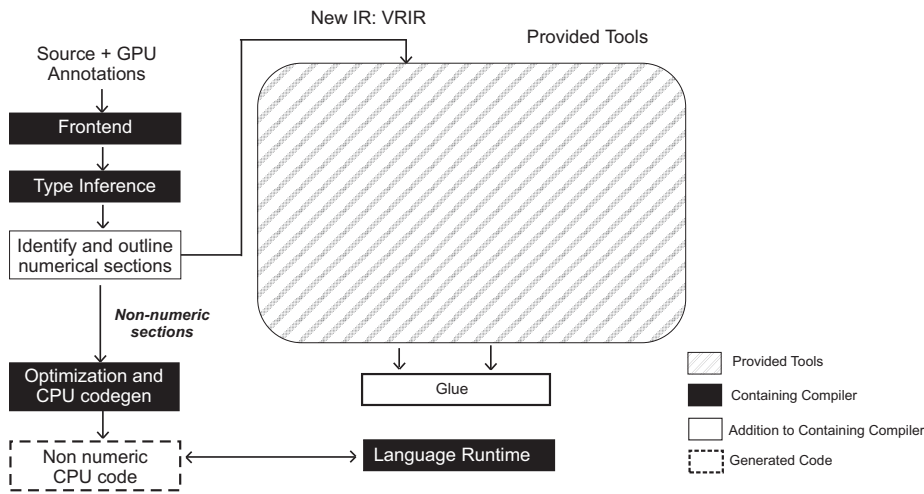 New IR: VRIR
Provided Tools
Source + GPU
Annotations
Frontend
Type Inference
Identify and outline
numerical sections
Non-numeric
sections
Optimization and
CPU codegen
Glue
Non numeric
CPU code
Language Runtime
Provided Tools
Containing Compiler
Addition to Containing Compiler
Generated Code